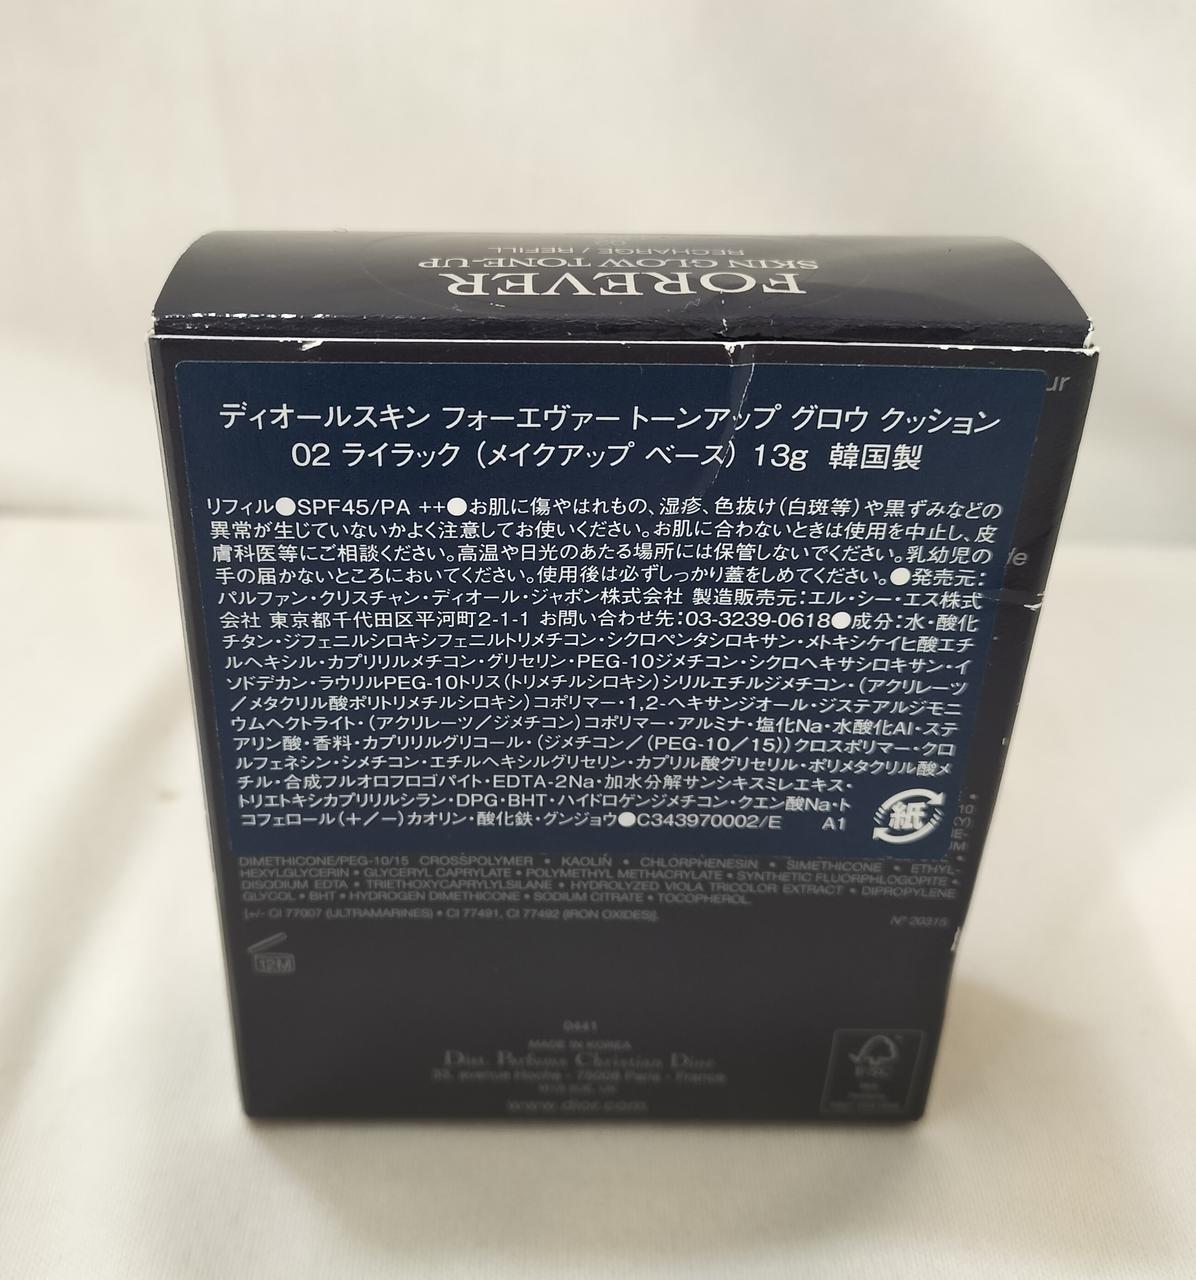 FOREVER
SKIN GLOW TONE-UP
RECHARGE / REFILL
02
ur
ディオールスキン フォーエヴァー トーンアップ グロウ クッション
02 ライラック (メイクアップ ベース) 13g 韓国製
リフィル●SPF45/PA ++●お肌に傷やはれもの、湿疹、色抜け(白斑等)や黒ずみなどの
異常が生じていないかよく注意してお使いください。お肌に合わないときは使用を中止し、皮
膚科医等にご相談ください。高温や日光のあたる場所には保管しないでください。乳幼児の
手の届かないところにおいてください。使用後は必ずしっかり蓋をしめてください。●発売元:
パルファン・クリスチャン・ディオール・ジャポン株式会社 製造販売元:エル・シー・エス株式
会社 東京都千代田区平河町2-1-1 お問い合わせ先:03-3239-0618●成分:水・酸化
チタン・ジフェニルシロキシフェニルトリメチコン・シクロペンタシロキサン・メトキシケイヒ酸エチ
ルヘキシル・カプリリルメチコン・グリセリン・PEG-10ジメチコン・シクロヘキサシロキサン・イ
ソドデカン・ラウリルPEG-10トリス(トリメチルシロキシ)シリルエチルジメチコン・(アクリレーツ
/メタクリル酸ポリトリメチルシロキシ)コポリマー・1,2-ヘキサンジオール・ジステアルジモニ
ウムヘクトライト・(アクリレーツ/ジメチコン)コポリマー・アルミナ・塩化Na・水酸化Al・ステ
アリン酸・香料・カプリリルグリコール・(ジメチコン/(PEG-10/15))クロスポリマー・クロ
ルフェネシン・シメチコン・エチルヘキシルグリセリン・カプリル酸グリセリル・ポリメタクリル酸メ
チル・合成フルオロフロゴパイト・EDTA-2Na・加水分解サンシキスミレエキス・
トリエトキシカプリリルシラン・DPG・BHT・ハイドロゲンジメチコン・クエン酸Na・ト
コフェロール(+/-)カオリン・酸化鉄・グンジョウ●C343970002/E A1
紙
DIMETHICONE/PEG-10/15 CROSSPOLYMER • KAOLIN • CHLORPHENESIN • SIMETHICONE • ETHYL-
HEXYLGLYCERIN • GLYCERYL CAPRYLATE • POLYMETHYL METHACRYLATE • SYNTHETIC FLUORPHLOGOPITE •
DISODIUM EDTA • TRIETHOXYCAPRYLYLSILANE • HYDROLYZED VIOLA TRICOLOR EXTRACT • DIPROPYLENE
GLYCOL • BHT • HYDROGEN DIMETHICONE • SODIUM CITRATE • TOCOPHEROL.
[+/- CI 77007 (ULTRAMARINES) • CI 77491, CI 77492 (IRON OXIDES)].
N° 20315.
12M
0441
MADE IN KOREA
Dist. Parfums Christian Dior
33, avenue Hoche - 75008 Paris - France
www.dior.com
FSC